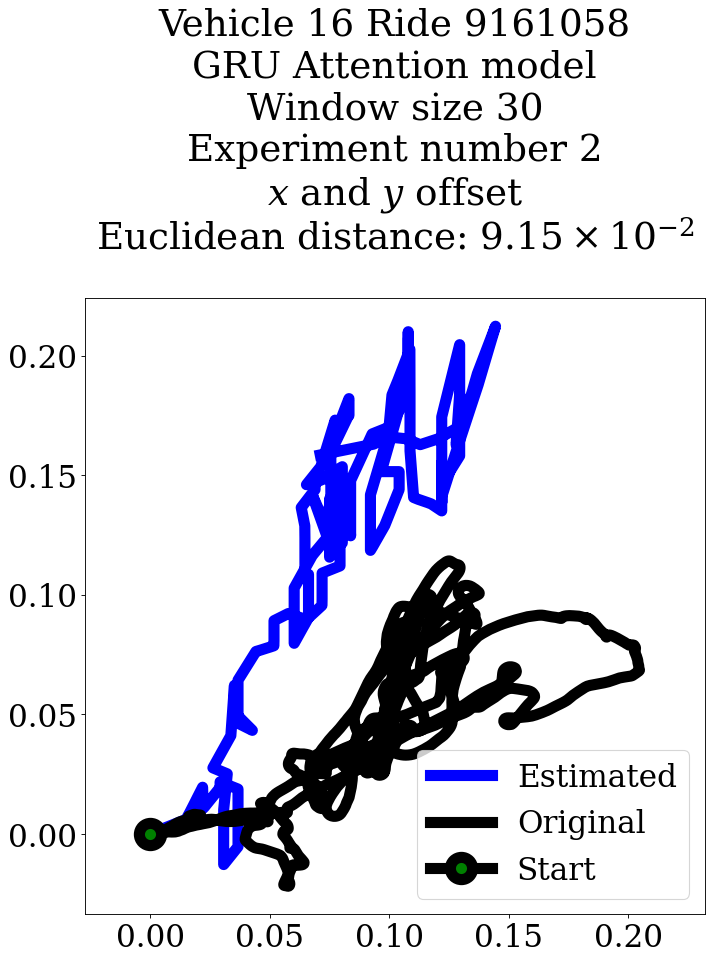 Vehicle 16 Ride 9161058
GRU Attention model
Window size 30
Experiment number 2
x and y offset
Euclidean distance: 9.15 × 10⁻²
0.20
0.15
0.10
0.05
0.00
Estimated
Original
Start
0.00 0.05 0.10 0.15 0.20